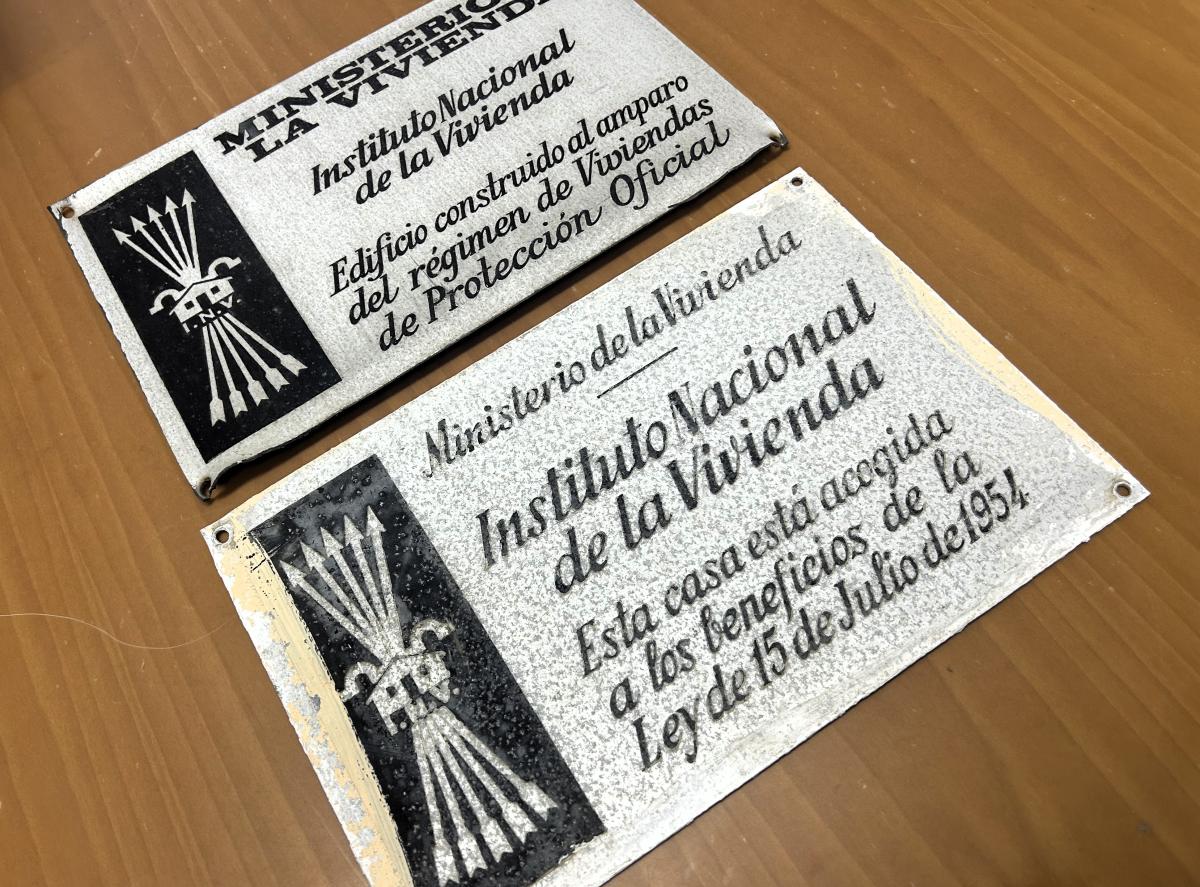 MINISTERIO
LA VIVIENDA
Instituto Nacional
de la Vivienda
Edificio construido al amparo
del régimen de Viviendas
de Protección Oficial
I.N.V.
Ministerio de la Vivienda
Instituto Nacional
de la Vivienda
Esta casa está acogida
a los beneficios de la
Ley de 15 de Julio de 1954
I.N.V.